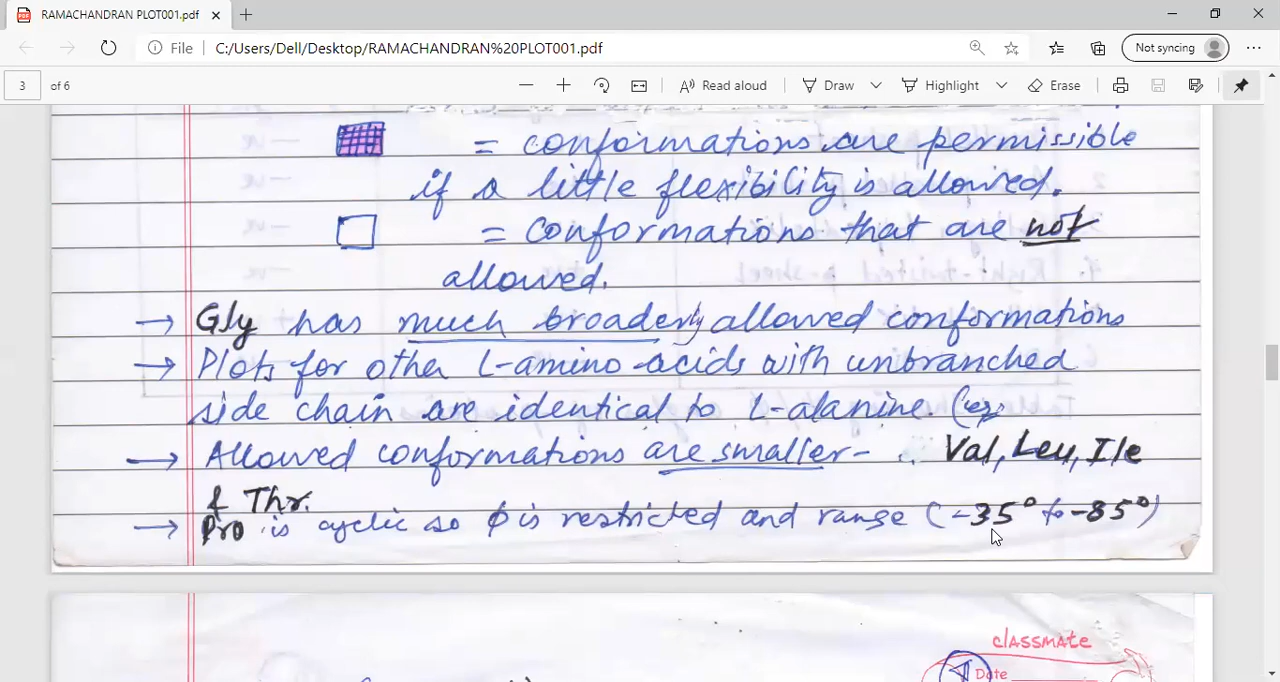 RAMACHANDRAN PLOT001.pdf
File C:/Users/Dell/Desktop/RAMACHANDRAN%20PLOT001.pdf Not syncing
3 of 6 Read aloud Draw Highlight Erase
= conformations are permissible
if a little flexibility is allowed.
= conformations that are not
allowed.
→ Gly has much broaderly allowed conformations
→ Plots for other L-amino acids with unbranched
side chain are identical to L-alanine.
→ Allowed conformations are smaller - Val, Leu, Ile
& Thr.
→ Pro is cyclic so ϕ is restricted and range (-35° to -85°)
classmate
Date